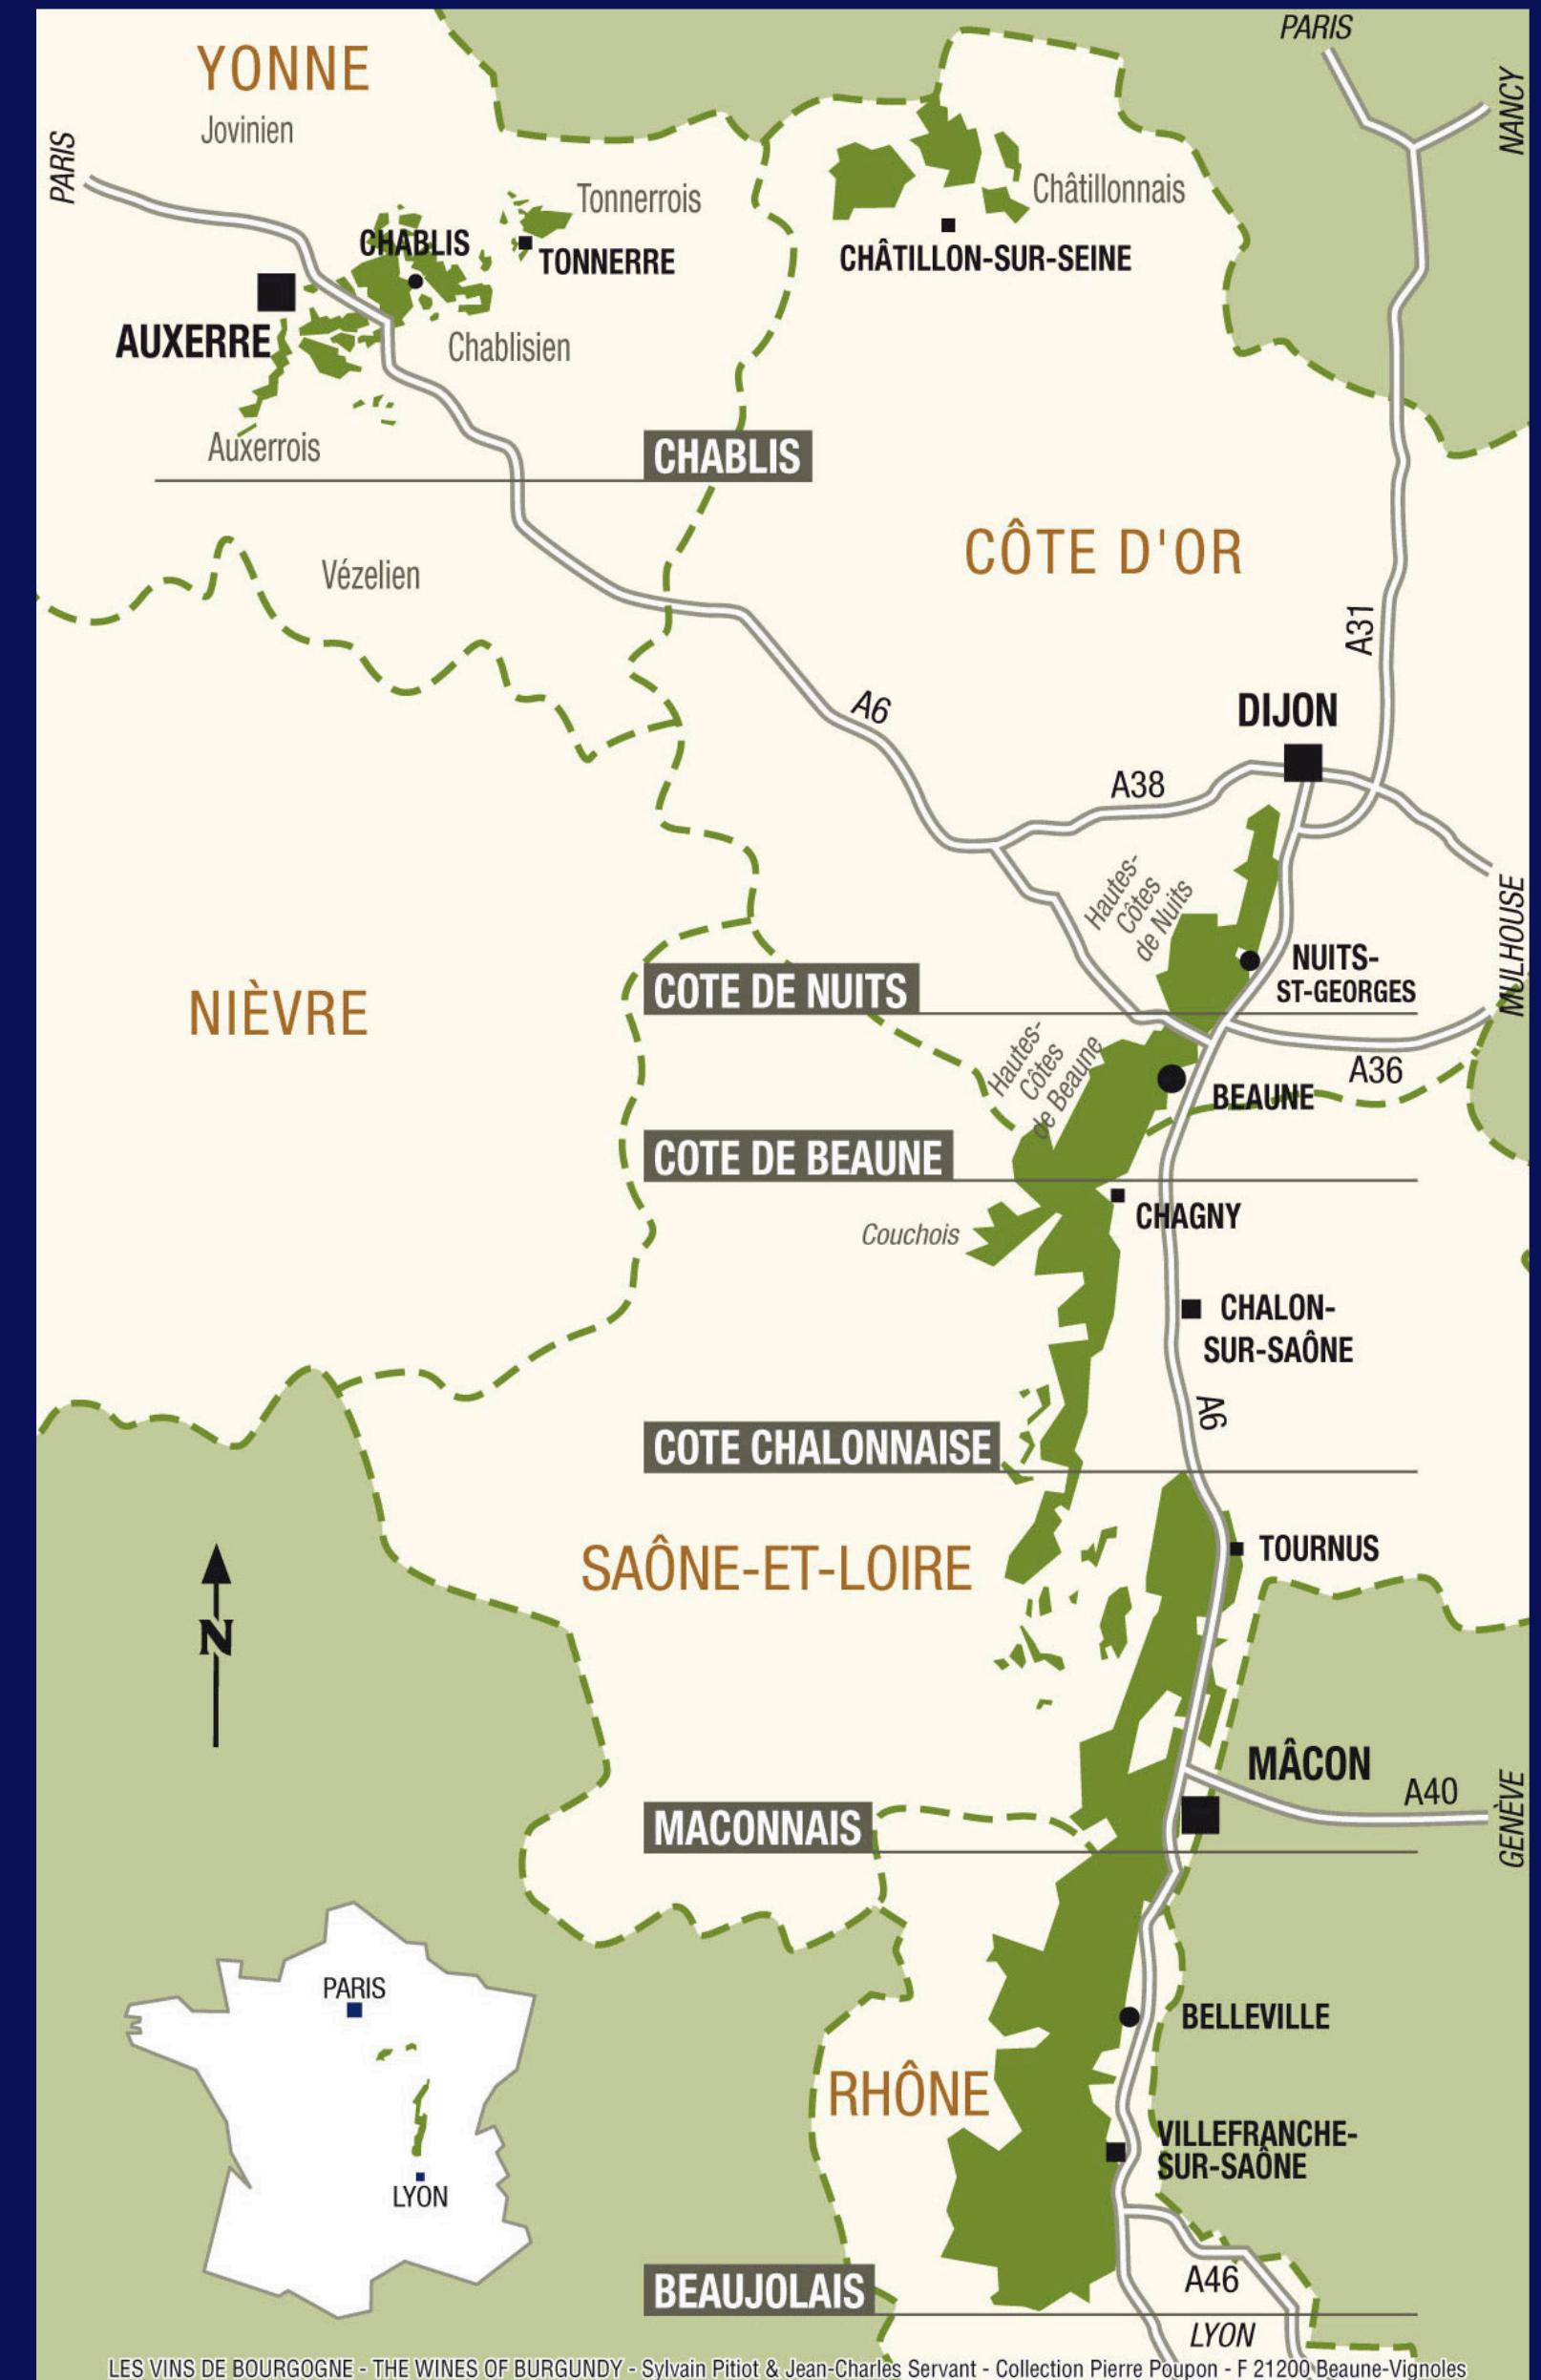 PARIS
NANCY
YONNE
Jovinien
PARIS
Tonnerrois
Châtillonnais
CHABLIS
TONNERRE
CHÂTILLON-SUR-SEINE
AUXERRE
Chablisien
Auxerrois
CHABLIS
CÔTE D'OR
Vézelien
A31
A6
DIJON
A38
Hautes-
Côtes
de Nuits
MULHOUSE
NUITS-
ST-GEORGES
COTE DE NUITS
NIÈVRE
Hautes-
Côtes
de Beaune
A36
BEAUNE
COTE DE BEAUNE
CHAGNY
Couchois
CHALON-
SUR-SAÔNE
A6
COTE CHALONNAISE
TOURNUS
SAÔNE-ET-LOIRE
N
MÂCON
A40
GENÈVE
MACONNAIS
PARIS
BELLEVILLE
RHÔNE
VILLEFRANCHE-
SUR-SAÔNE
LYON
A46
BEAUJOLAIS
LYON
LES VINS DE BOURGOGNE - THE WINES OF BURGUNDY - Sylvain Pitiot & Jean-Charles Servant - Collection Pierre Poupon - F 21200 Beaune-Vignoles